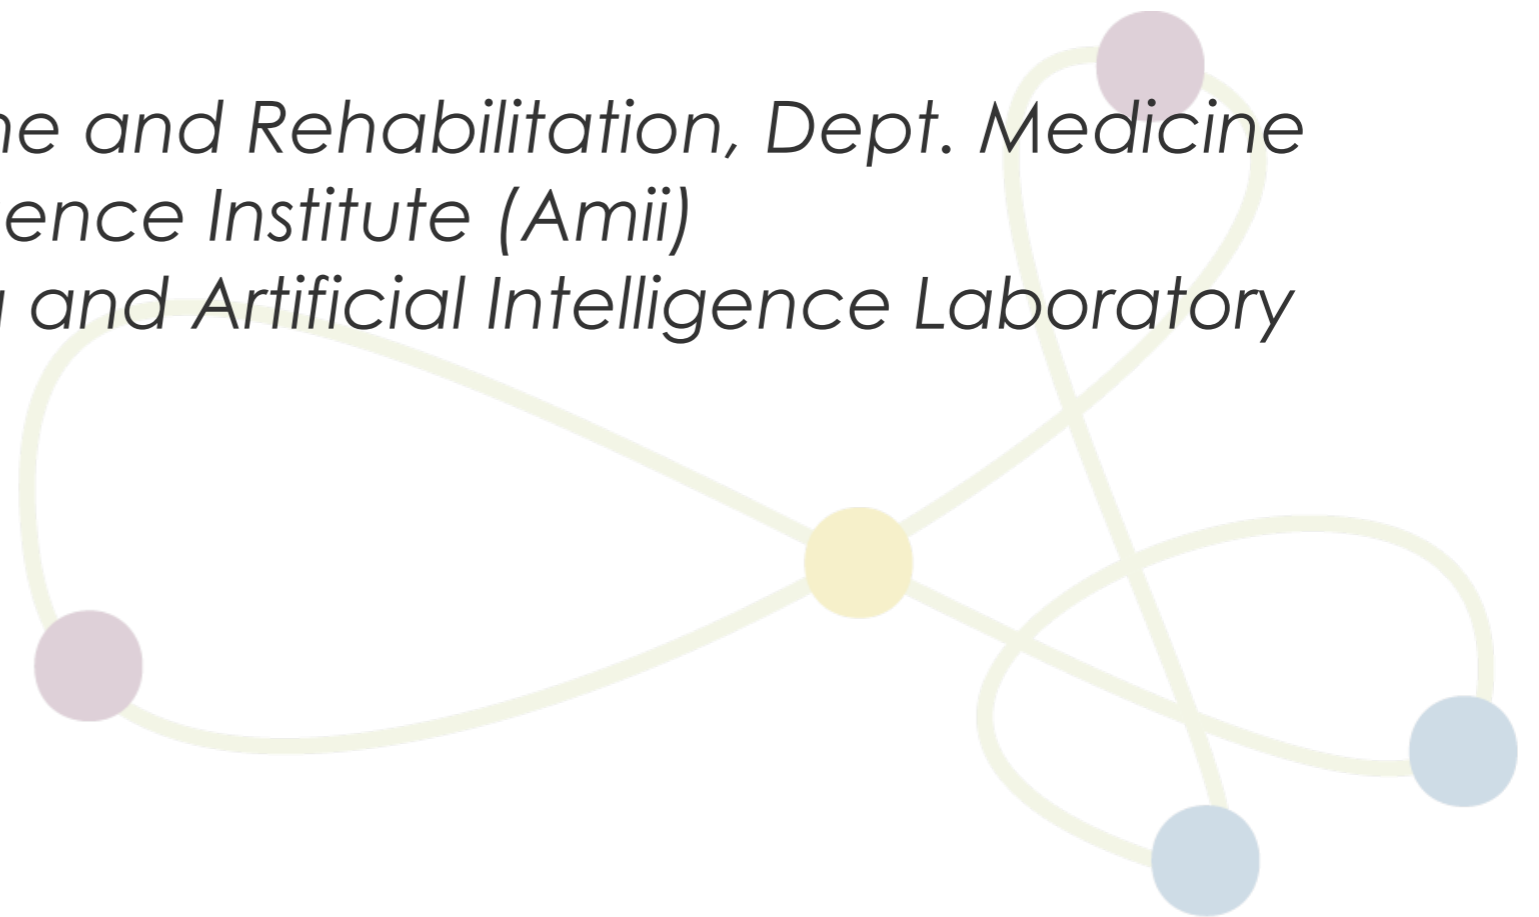 ne and Rehabilitation, Dept. Medicine
ence Institute (Amii)
and Artificial Intelligence Laboratory